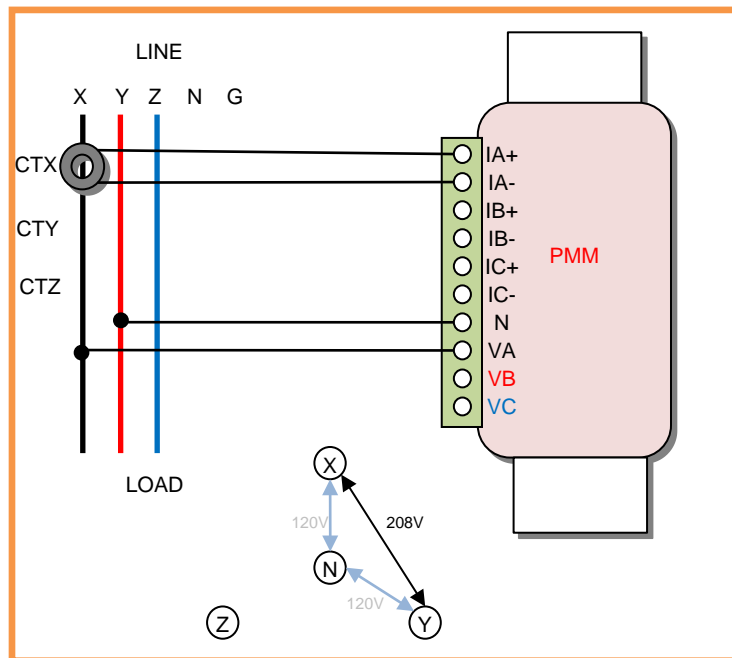 LINE
X Y Z N G
CTX
CTY
CTZ
IA+
IA-
IB+
IB-
IC+
IC-
N
VA
VB
VC
PMM
LOAD
X
120V
208V
N
120V
Z
Y